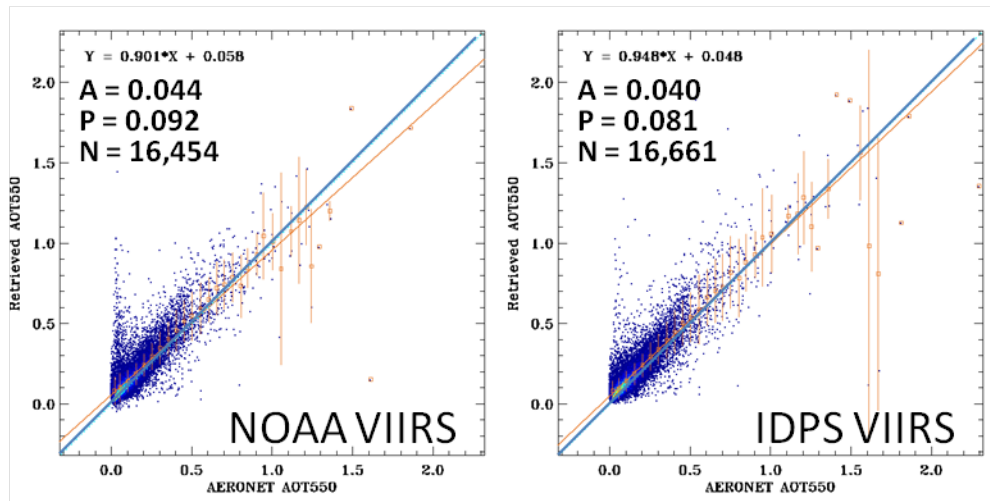 Y = 0.901*X + 0.058
A = 0.044
P = 0.092
N = 16,454
2.0
1.5
1.0
0.5
0.0
Retrieved AOT550
NOAA VIIRS
0.0 0.5 1.0 1.5 2.0
AERONET AOT550
Y = 0.948*X + 0.048
A = 0.040
P = 0.081
N = 16,661
2.0
1.5
1.0
0.5
0.0
Retrieved AOT550
IDPS VIIRS
0.0 0.5 1.0 1.5 2.0
AERONET AOT550